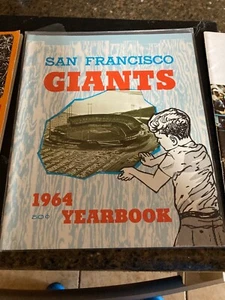 SAN FRANCISCO
GIANTS
1964
YEARBOOK